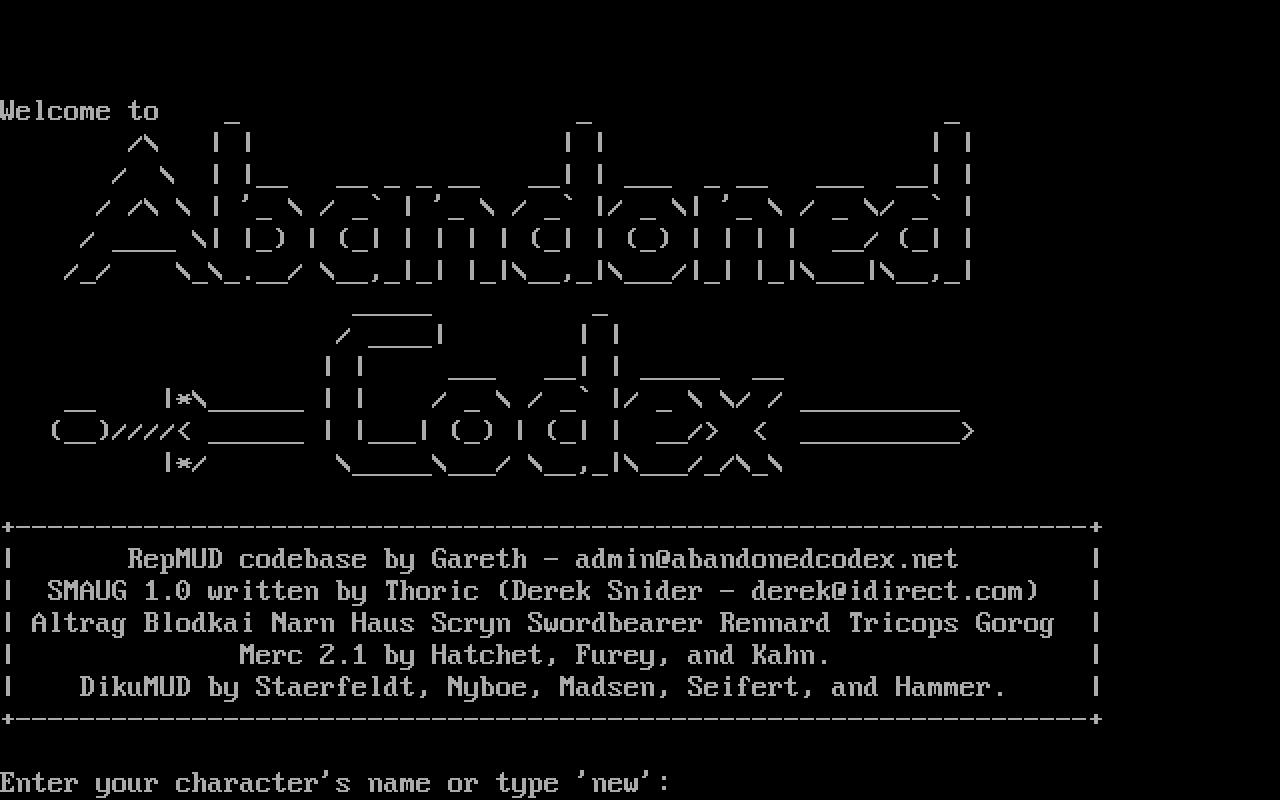 Welcome to
Abandoned
Codex
RepMUD codebase by Gareth - admin@abandonedcodex.net
SMAUG 1.0 written by Thoric (Derek Snider - derek@idirect.com)
Altrag Blodkai Narn Haus Scryn Swordbearer Rennard Tricops Gorog
Merc 2.1 by Hatchet, Furey, and Kahn.
DikuMUD by Staerfeldt, Nyboe, Madsen, Seifert, and Hammer.
Enter your character's name or type 'new':